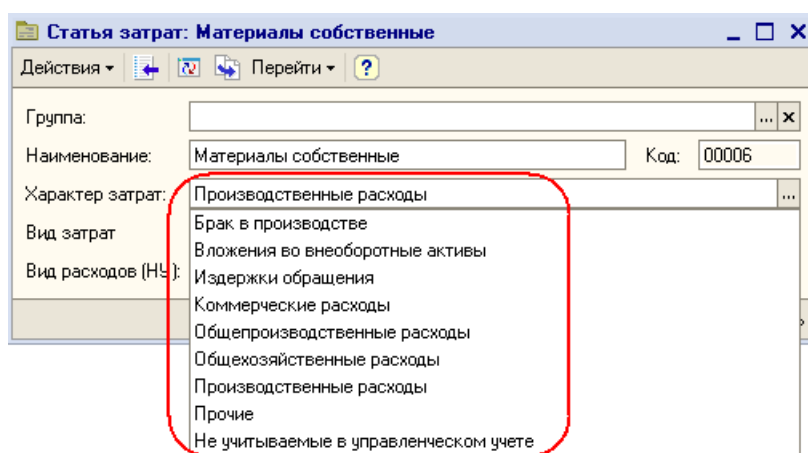 Статья затрат: Материалы собственные
Действия Перейти ?
Группа: ...
Наименование: Материалы собственные Код: 00006
Характер затрат: Производственные расходы ...
Брак в производстве
Вид затрат
Вложения во внеоборотные активы
Вид расходов (НУ): Издержки обращения
Коммерческие расходы
Общепроизводственные расходы
Общехозяйственные расходы
Производственные расходы
Прочие
Не учитываемые в управленческом учете